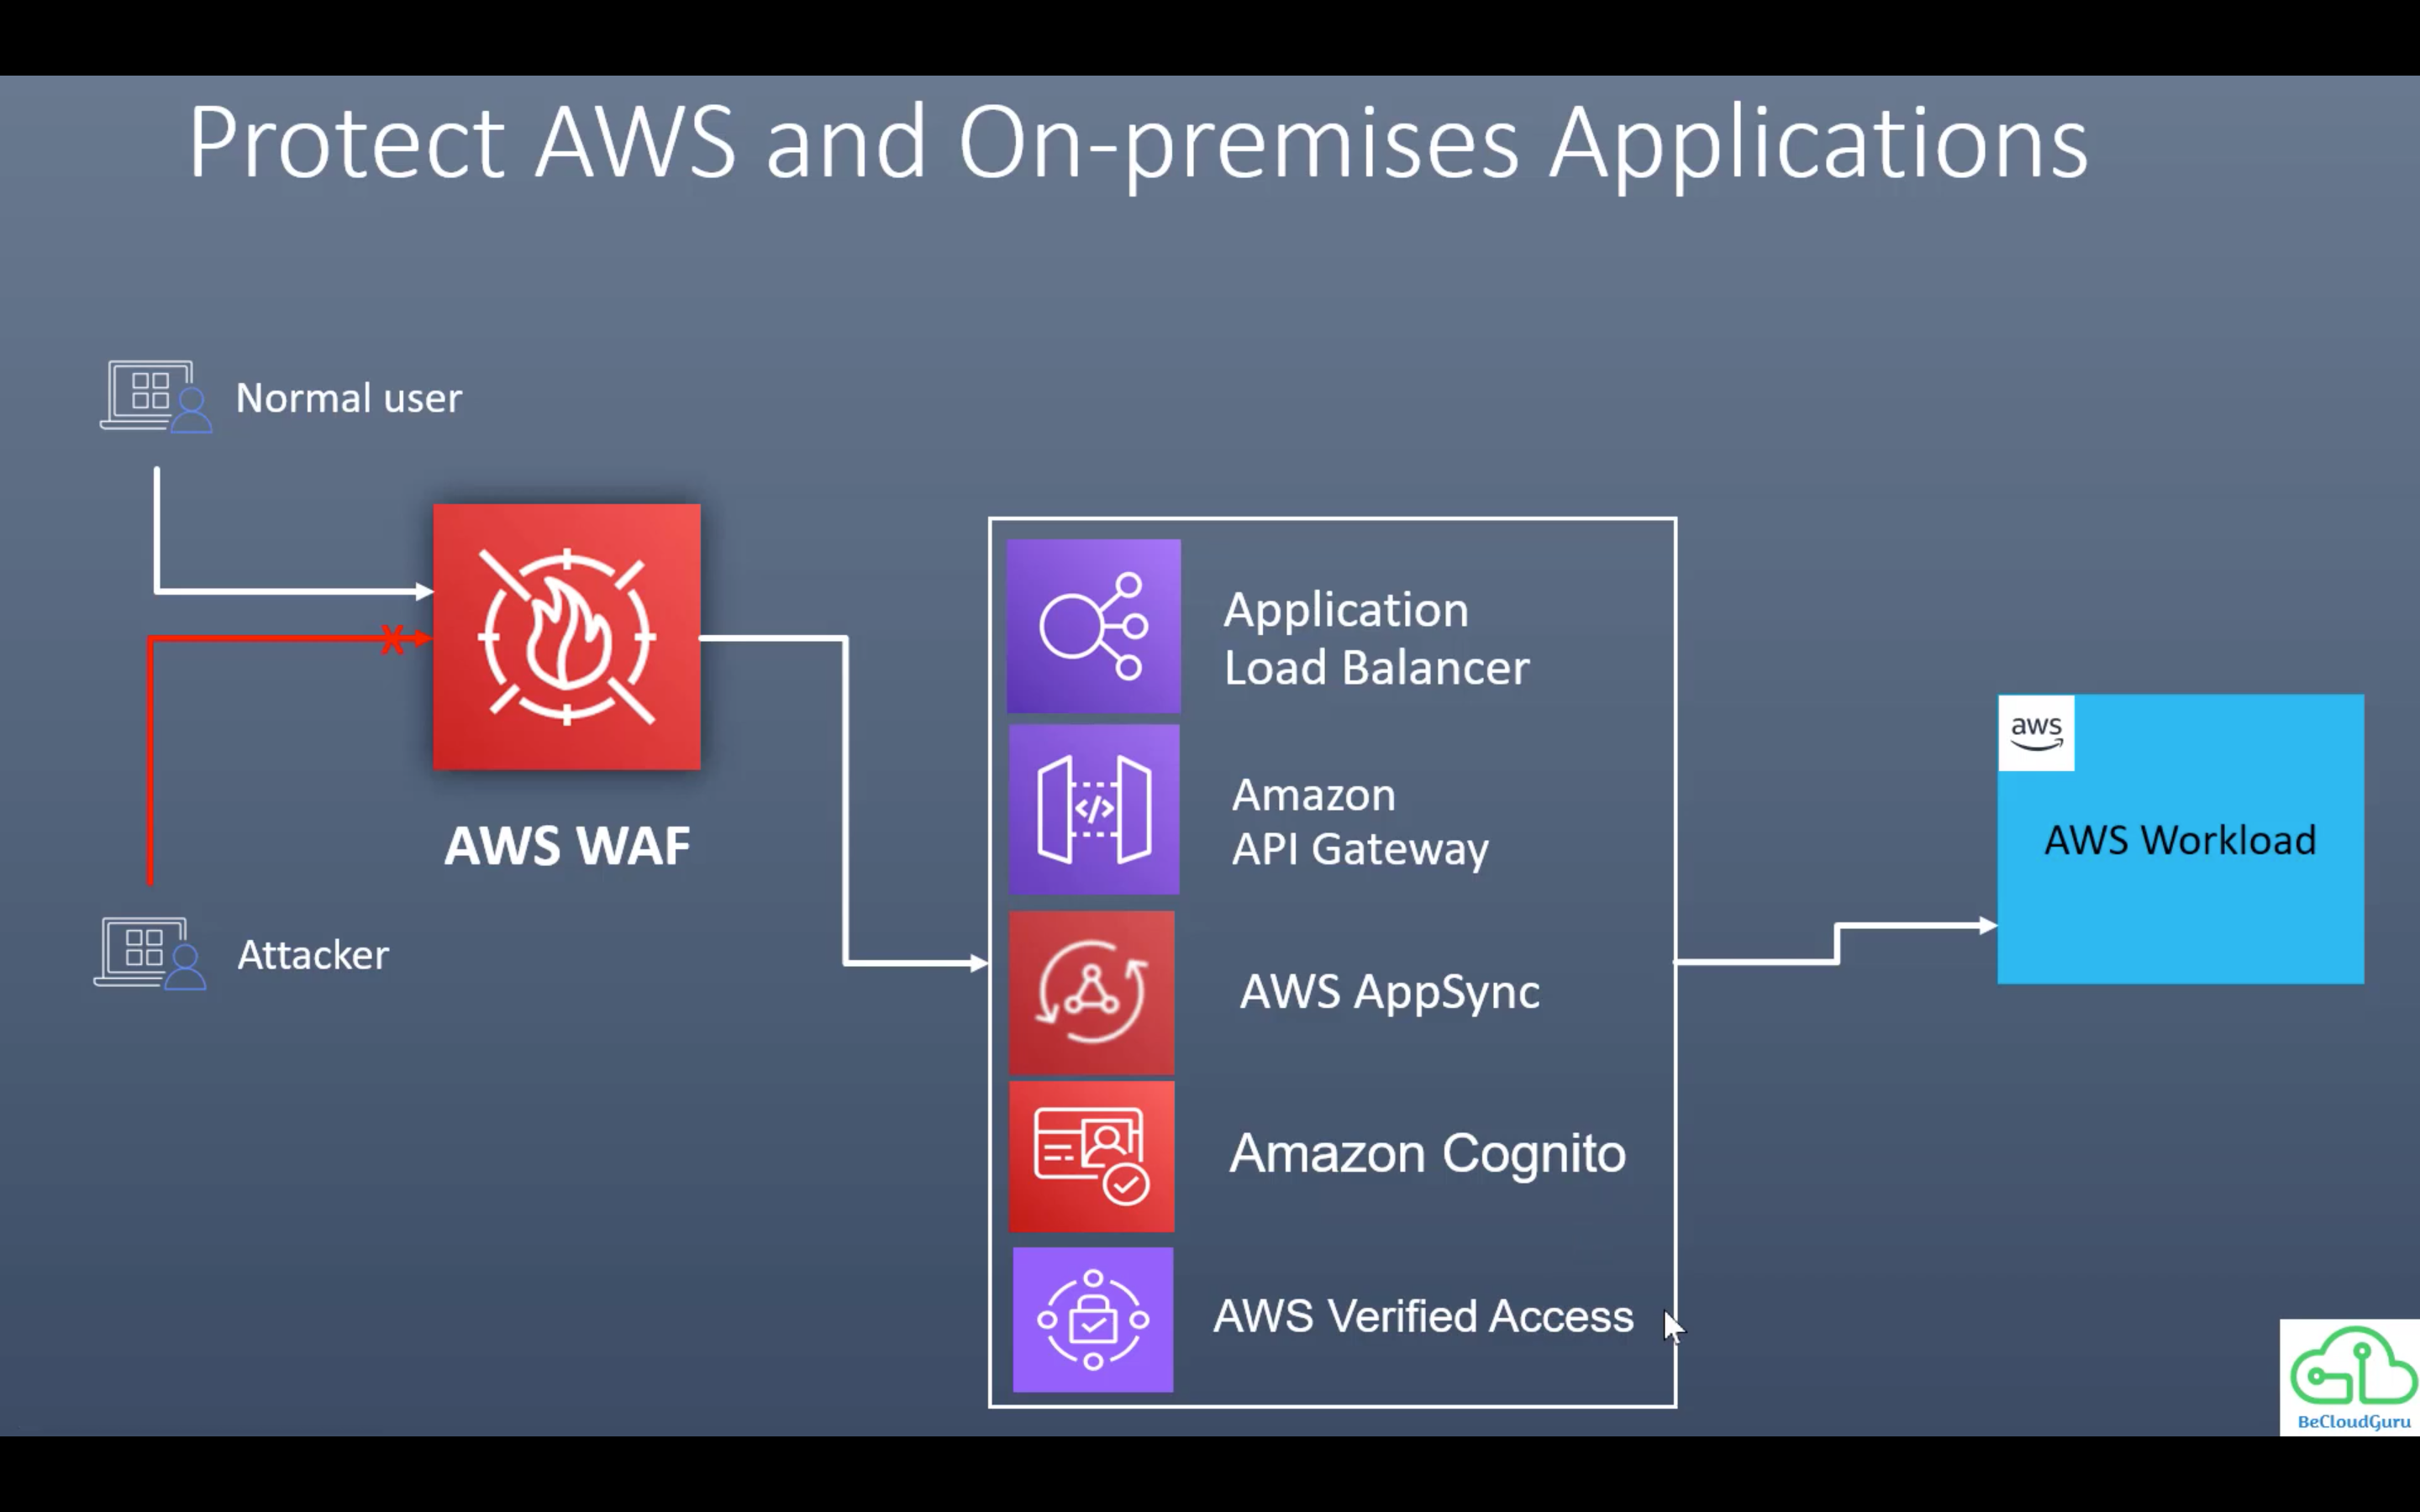 Protect AWS and On-premises Applications
Normal user
AWS WAF
Attacker
Application
Load Balancer
Amazon
API Gateway
AWS AppSync
Amazon Cognito
AWS Verified Access
aws
AWS Workload
BeCloudGuru